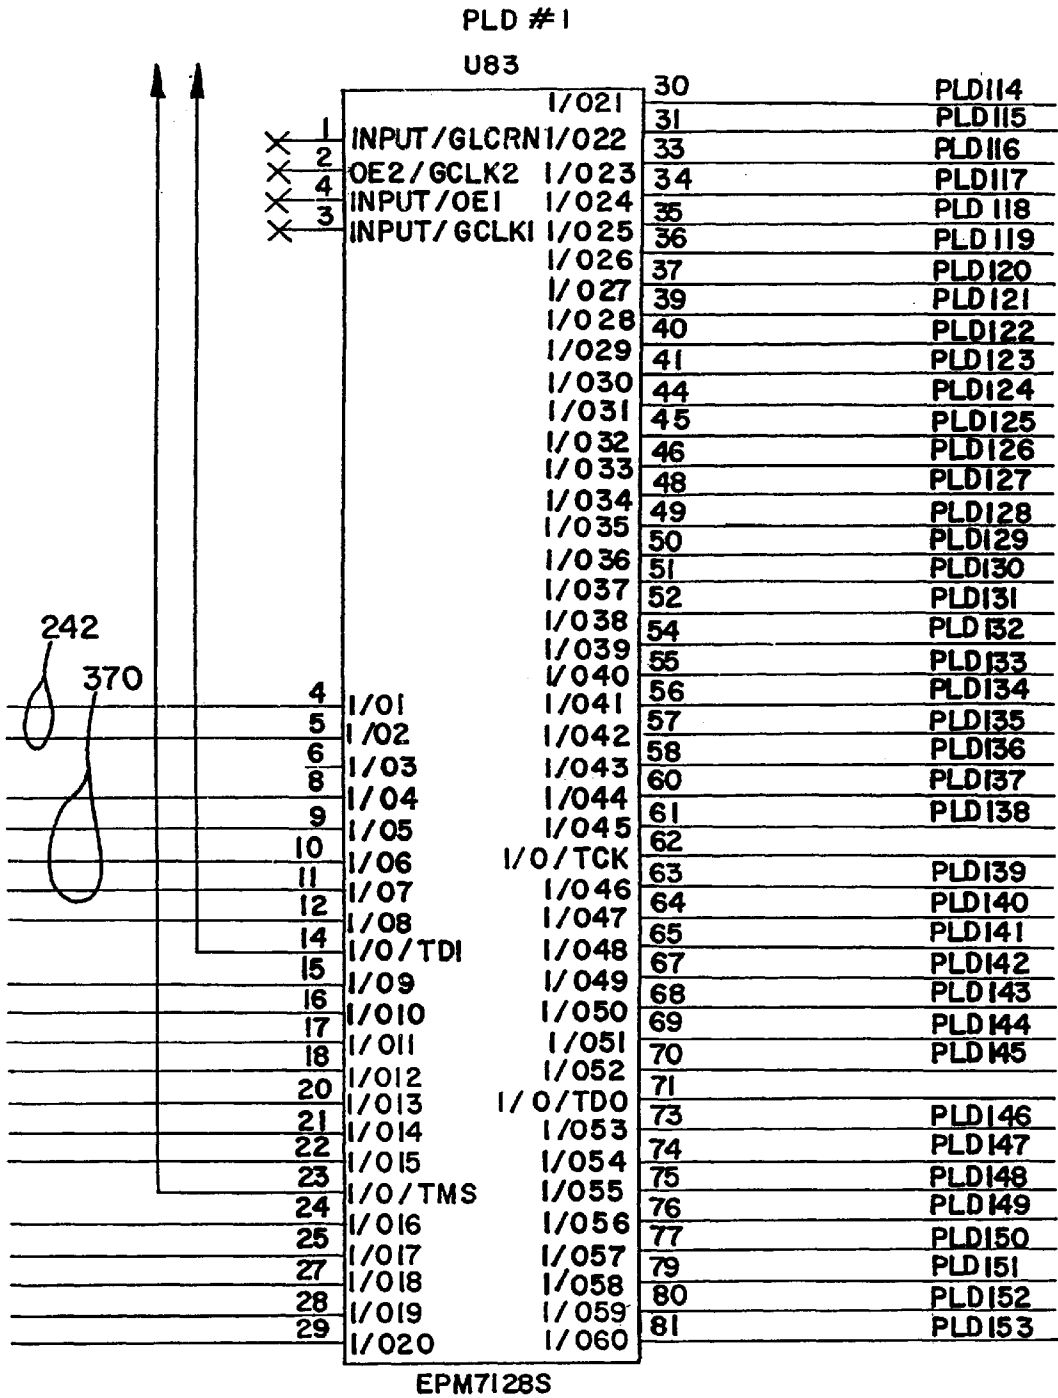 PLD #1
U83
I/O21 30 PLD114
1 INPUT/GLCRN I/O22 31 PLD115
2 OE2/GCLK2 I/O23 33 PLD116
4 INPUT/OE1 I/O24 34 PLD117
3 INPUT/GCLK1 I/O25 35 PLD118
I/O26 36 PLD119
I/O27 37 PLD120
I/O28 39 PLD121
I/O29 40 PLD122
I/O30 41 PLD123
I/O31 44 PLD124
I/O32 45 PLD125
I/O33 46 PLD126
I/O34 48 PLD127
I/O35 49 PLD128
I/O36 50 PLD129
I/O37 51 PLD130
I/O38 52 PLD131
242
I/O39 54 PLD132
370
I/O40 55 PLD133
4 I/O1 I/O41 56 PLD134
5 I/O2 I/O42 57 PLD135
6 I/O3 I/O43 58 PLD136
8 I/O4 I/O44 60 PLD137
9 I/O5 I/O45 61 PLD138
10 I/O6 I/O/TCK 62
11 I/O7 I/O46 63 PLD139
12 I/O8 I/O47 64 PLD140
14 I/O/TDI I/O48 65 PLD141
15 I/O9 I/O49 67 PLD142
16 I/O10 I/O50 68 PLD143
17 I/O11 I/O51 69 PLD144
18 I/O12 I/O52 70 PLD145
20 I/O13 I/O/TDO 71
21 I/O14 I/O53 73 PLD146
22 I/O15 I/O54 74 PLD147
23 I/O/TMS I/O55 75 PLD148
24 I/O16 I/O56 76 PLD149
25 I/O17 I/O57 77 PLD150
27 I/O18 I/O58 79 PLD151
28 I/O19 I/O59 80 PLD152
29 I/O20 I/O60 81 PLD153
EPM7128S